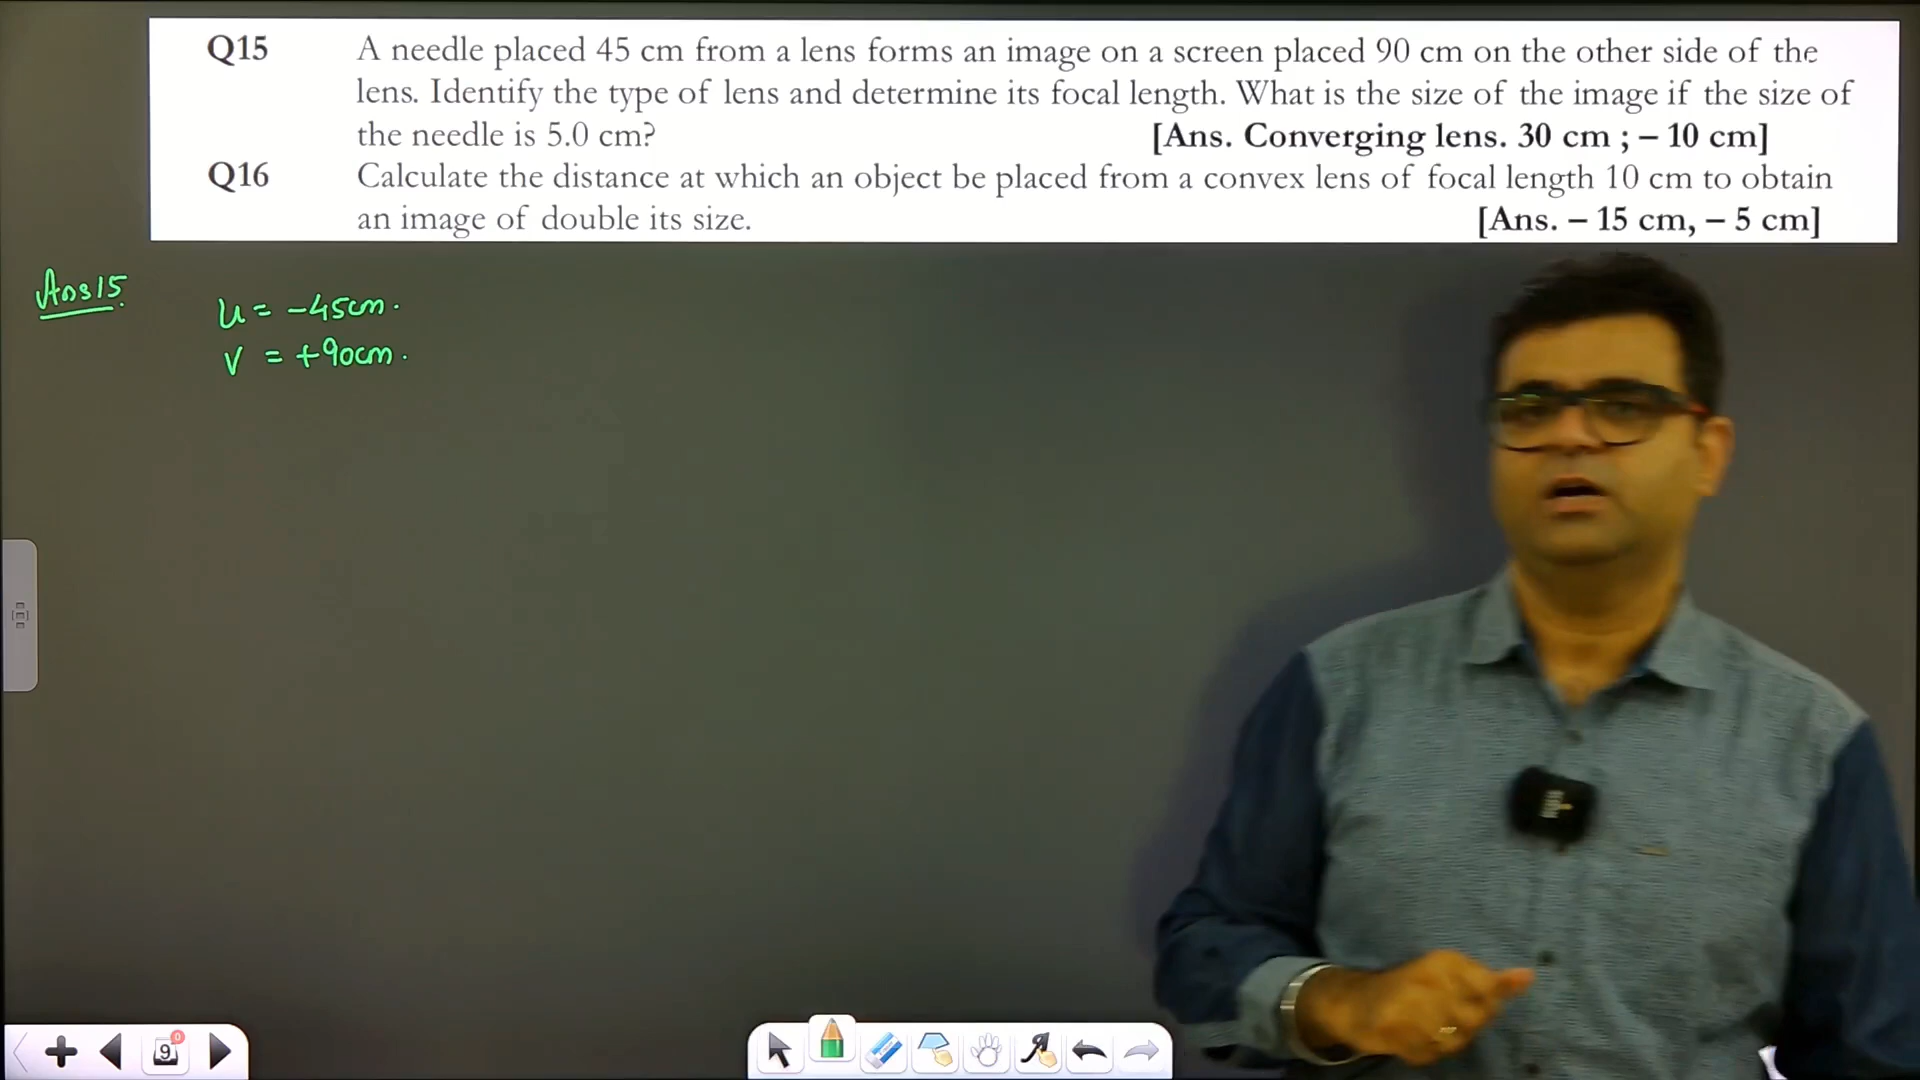 Q15 A needle placed 45 cm from a lens forms an image on a screen placed 90 cm on the other side of the
lens. Identify the type of lens and determine its focal length. What is the size of the image if the size of
the needle is 5.0 cm? [Ans. Converging lens. 30 cm ; – 10 cm]
Q16 Calculate the distance at which an object be placed from a convex lens of focal length 10 cm to obtain
an image of double its size. [Ans. – 15 cm, – 5 cm]
Ans15.
u = -45cm.
v = +90cm.
9
0